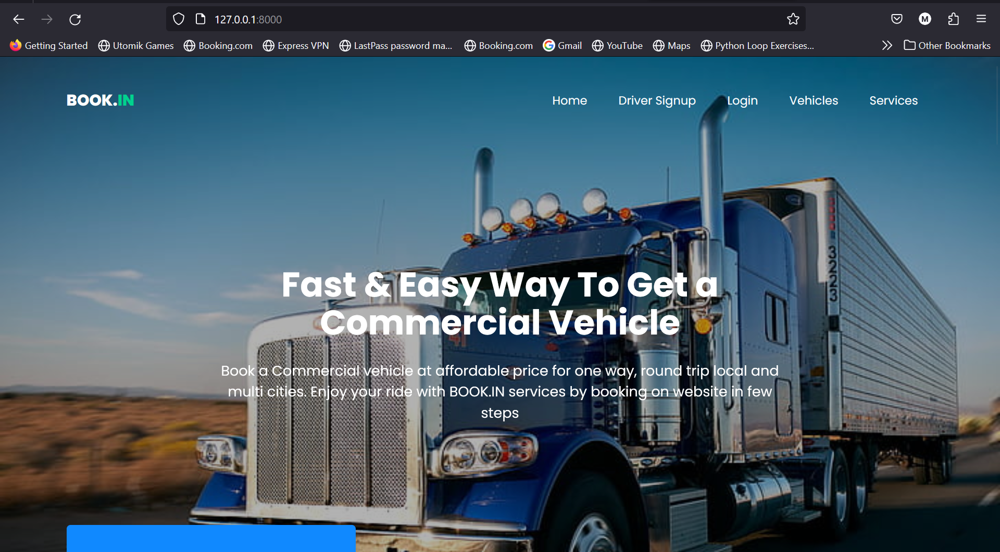 127.0.0.1:8000
Getting Started Utomik Games Booking.com Express VPN LastPass password ma... Booking.com Gmail YouTube Maps Python Loop Exercises... Other Bookmarks
BOOK.IN Home Driver Signup Login Vehicles Services
Fast & Easy Way To Get a
Commercial Vehicle
Book a Commercial vehicle at affordable price for one way, round trip local and
multi cities. Enjoy your ride with BOOK.IN services by booking on website in few
steps
3223
41
M